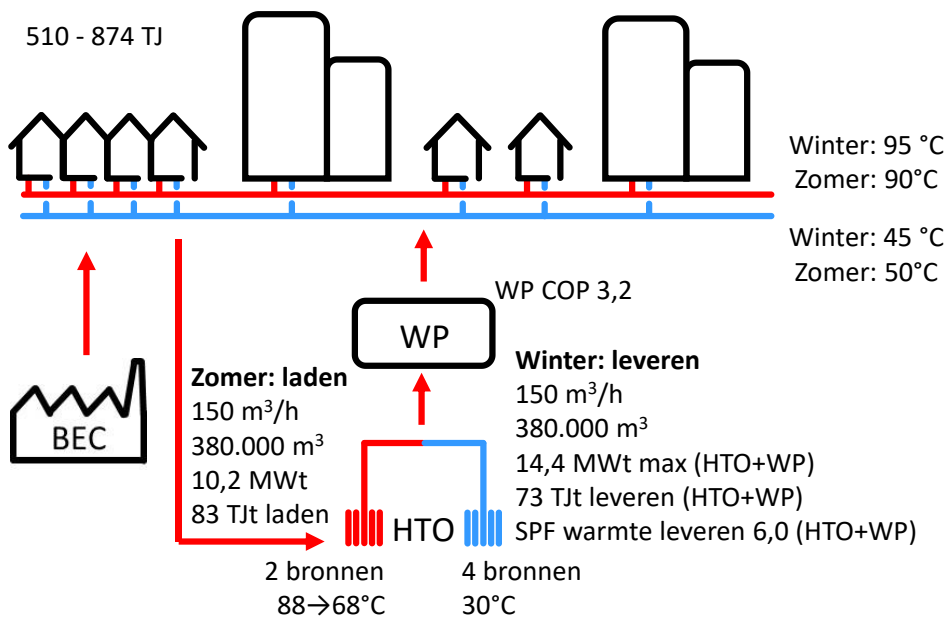 510 - 874 TJ
Winter: 95 °C
Zomer: 90°C
Winter: 45 °C
Zomer: 50°C
WP COP 3,2
WP
BEC
Zomer: laden
150 m³/h
380.000 m³
10,2 MWt
83 TJt laden
Winter: leveren
150 m³/h
380.000 m³
14,4 MWt max (HTO+WP)
73 TJt leveren (HTO+WP)
SPF warmte leveren 6,0 (HTO+WP)
HTO
2 bronnen
88→68°C
4 bronnen
30°C